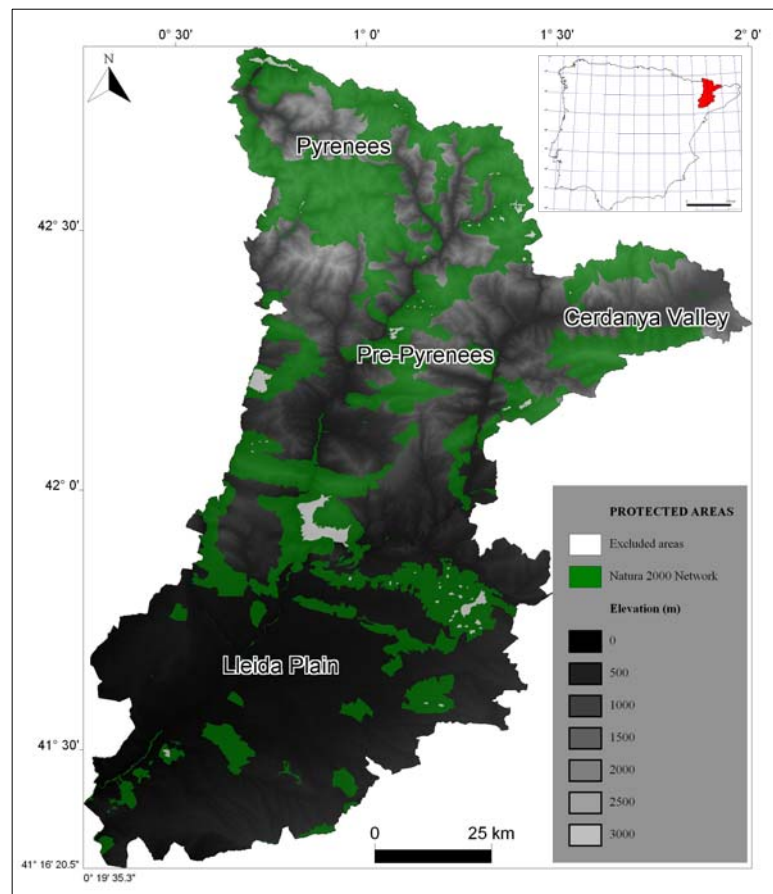 0° 30' 1° 0' 1° 30' 2° 0'
N
Pyrenees
42° 30'
Cerdanya Valley
Pre-Pyrenees
42° 0'
PROTECTED AREAS
Excluded areas
Natura 2000 Network
Elevation (m)
0
Lleida Plain
500
1000
41° 30'
1500
2000
2500
0 25 km
3000
41° 16' 20.5"
0° 19' 35.3"